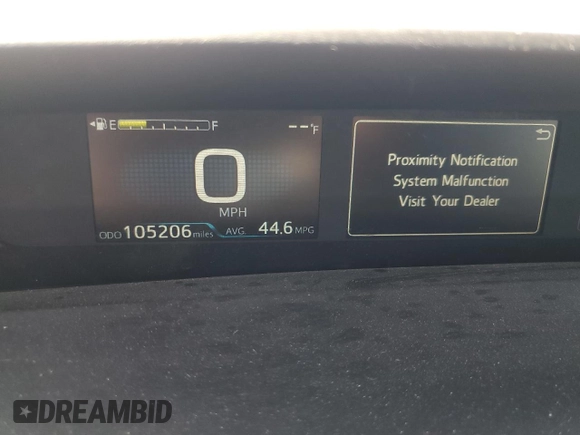 E F
-- °F
0
MPH
ODO 105206 miles AVG. 44.6 MPG
Proximity Notification
System Malfunction
Visit Your Dealer
DREAMBID